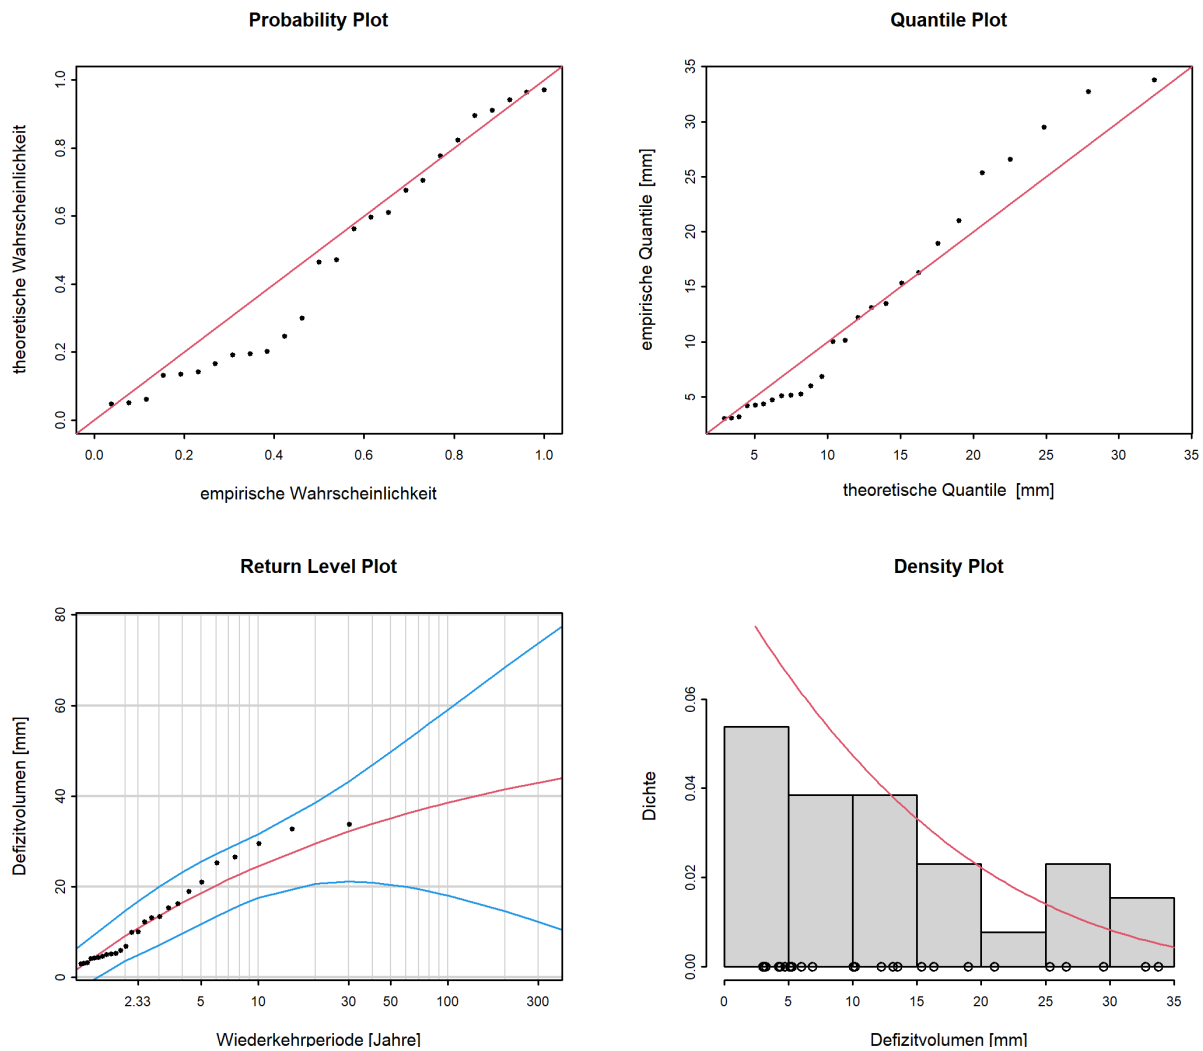 Probability Plot
theoretische Wahrscheinlichkeit
0.0 0.2 0.4 0.6 0.8 1.0
0.0 0.2 0.4 0.6 0.8 1.0
empirische Wahrscheinlichkeit
Quantile Plot
empirische Quantile [mm]
5 10 15 20 25 30 35
5 10 15 20 25 30 35
theoretische Quantile [mm]
Return Level Plot
Defizitvolumen [mm]
0 20 40 60 80
2.33 5 10 30 50 100 300
Wiederkehrperiode [Jahre]
Density Plot
Dichte
0.00 0.02 0.04 0.06
0 5 10 15 20 25 30 35
Defizitvolumen [mm]